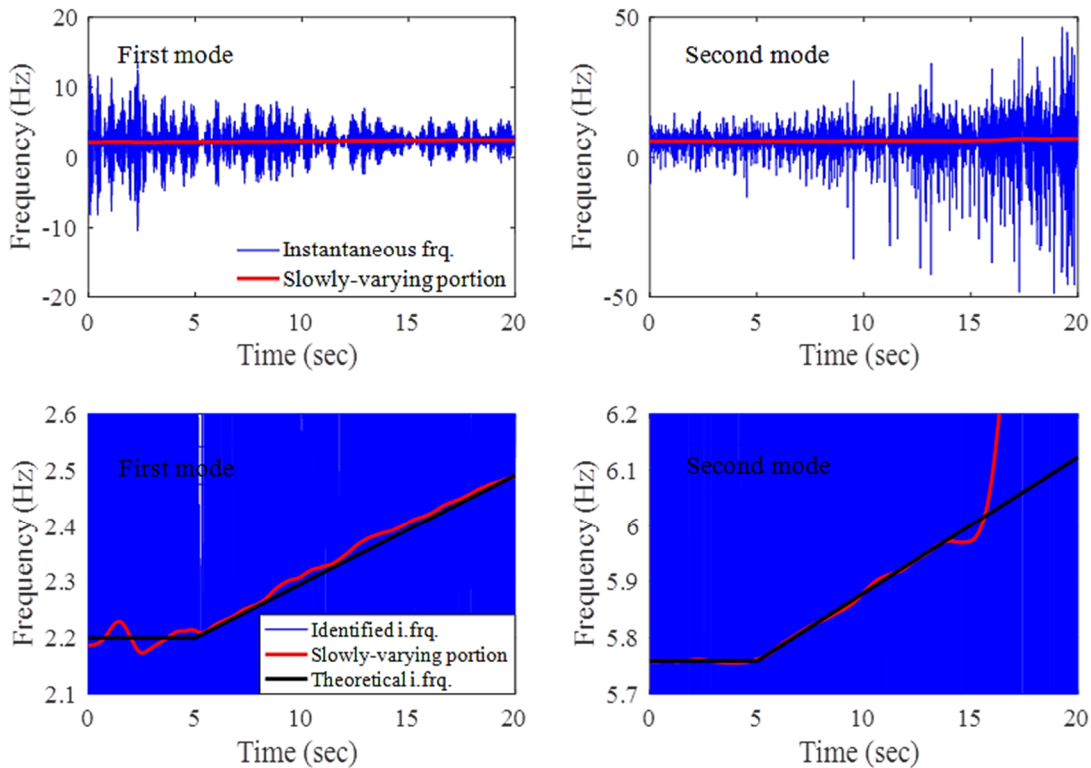 20
10
0
-10
-20
Frequency (Hz)
First mode
Instantaneous frq.
Slowly-varying portion
0 5 10 15 20
Time (sec)
50
0
-50
Frequency (Hz)
Second mode
0 5 10 15 20
Time (sec)
2.6
2.5
2.4
2.3
2.2
2.1
Frequency (Hz)
First mode
Identified i.frq.
Slowly-varying portion
Theoretical i.frq.
0 5 10 15 20
Time (sec)
6.2
6.1
6
5.9
5.8
5.7
Frequency (Hz)
Second mode
0 5 10 15 20
Time (sec)